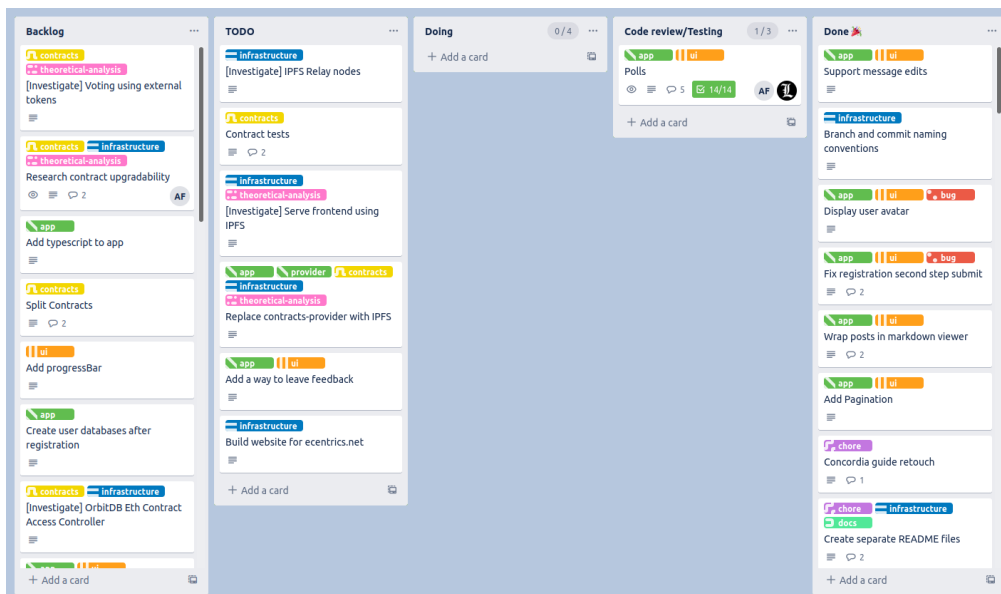 Backlog
contracts
theoretical-analysis
[Investigate] Voting using external
tokens
contracts infrastructure
theoretical-analysis
Research contract upgradability
2 AF
app
Add typescript to app
contracts
Split Contracts
2
ui
Add progressBar
app
Create user databases after
registration
contracts infrastructure
[Investigate] OrbitDB Eth Contract
Access Controller
app ui
+ Add a card
TODO
infrastructure
[Investigate] IPFS Relay nodes
contracts
Contract tests
2
infrastructure
theoretical-analysis
[Investigate] Serve frontend using
IPFS
app provider contracts
infrastructure
theoretical-analysis
Replace contracts-provider with IPFS
app ui
Add a way to leave feedback
infrastructure
Build website for ecentrics.net
+ Add a card
Doing 0/4
+ Add a card
Code review/Testing 1/3
app ui
Polls
5 14/14 AF L
+ Add a card
Done 🎉
app ui
Support message edits
infrastructure
Branch and commit naming
conventions
app ui bug
Display user avatar
app ui bug
Fix registration second step submit
2
app ui
Wrap posts in markdown viewer
2
app ui
Add Pagination
chore
Concordia guide retouch
1
chore infrastructure
docs
Create separate README files
2
+ Add a card